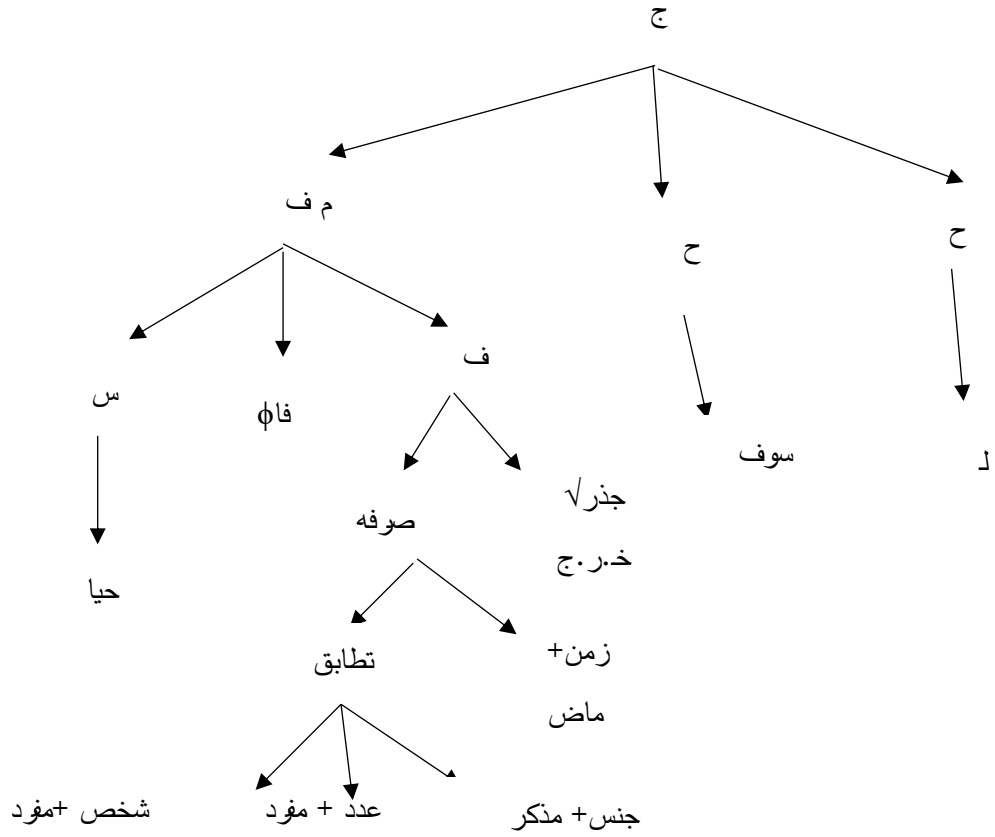 ج
م ف
ح
ح
ف
س
فاϕ
سوف
لـ
جذر√
صرفه
خ.ر.ج
حيا
زمن+
تطابق
ماض
جنس+ مذكر
عدد + مفرد
شخص +مفرد